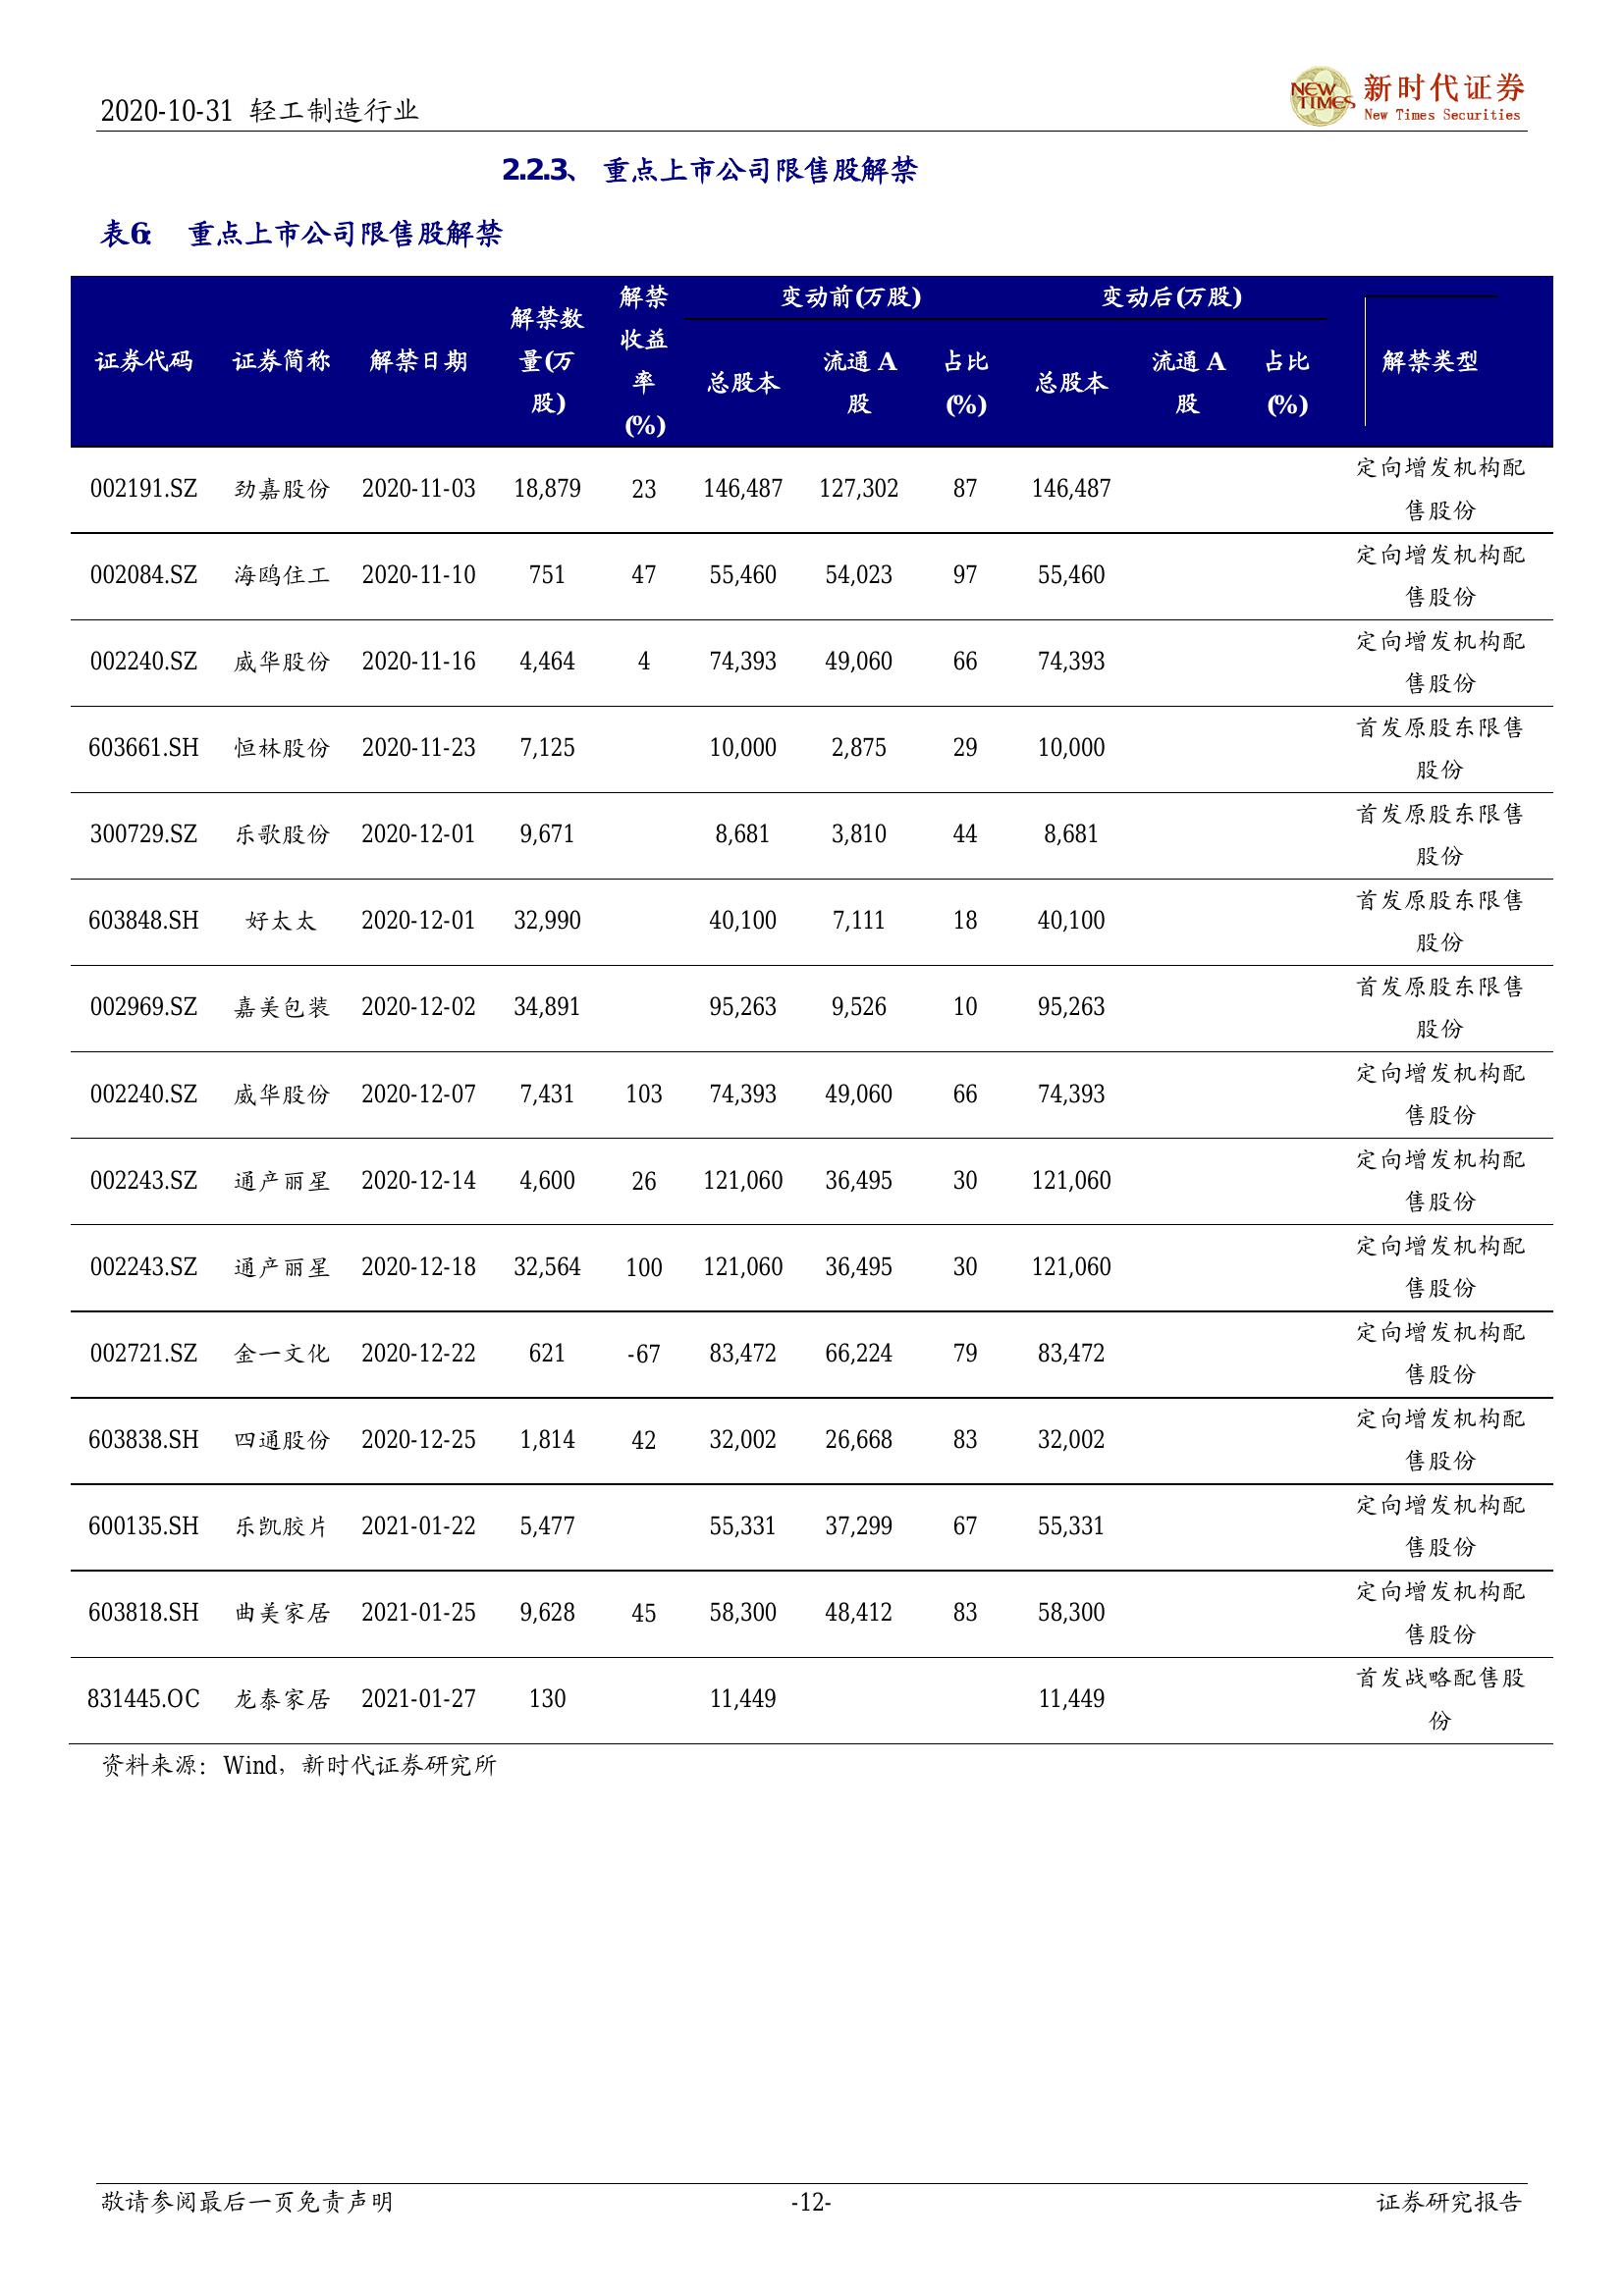 2020-10-31 轻工制造行业
NEW TIMES 新时代证券
New Times Securities
2.2.3、 重点上市公司限售股解禁
表6: 重点上市公司限售股解禁
证券代码 证券简称 解禁日期 解禁数量(万股) 解禁收益率(%) 变动前(万股) 变动后(万股) 解禁类型
总股本 流通 A 股 占比(%) 总股本 流通 A 股 占比(%)
002191.SZ 劲嘉股份 2020-11-03 18,879 23 146,487 127,302 87 146,487 定向增发机构配售股份
002084.SZ 海鸥住工 2020-11-10 751 47 55,460 54,023 97 55,460 定向增发机构配售股份
002240.SZ 威华股份 2020-11-16 4,464 4 74,393 49,060 66 74,393 定向增发机构配售股份
603661.SH 恒林股份 2020-11-23 7,125 10,000 2,875 29 10,000 首发原股东限售股份
300729.SZ 乐歌股份 2020-12-01 9,671 8,681 3,810 44 8,681 首发原股东限售股份
603848.SH 好太太 2020-12-01 32,990 40,100 7,111 18 40,100 首发原股东限售股份
002969.SZ 嘉美包装 2020-12-02 34,891 95,263 9,526 10 95,263 首发原股东限售股份
002240.SZ 威华股份 2020-12-07 7,431 103 74,393 49,060 66 74,393 定向增发机构配售股份
002243.SZ 通产丽星 2020-12-14 4,600 26 121,060 36,495 30 121,060 定向增发机构配售股份
002243.SZ 通产丽星 2020-12-18 32,564 100 121,060 36,495 30 121,060 定向增发机构配售股份
002721.SZ 金一文化 2020-12-22 621 -67 83,472 66,224 79 83,472 定向增发机构配售股份
603838.SH 四通股份 2020-12-25 1,814 42 32,002 26,668 83 32,002 定向增发机构配售股份
600135.SH 乐凯胶片 2021-01-22 5,477 55,331 37,299 67 55,331 定向增发机构配售股份
603818.SH 曲美家居 2021-01-25 9,628 45 58,300 48,412 83 58,300 定向增发机构配售股份
831445.OC 龙泰家居 2021-01-27 130 11,449 11,449 首发战略配售股份
资料来源：Wind，新时代证券研究所
敬请参阅最后一页免责声明 -12- 证券研究报告